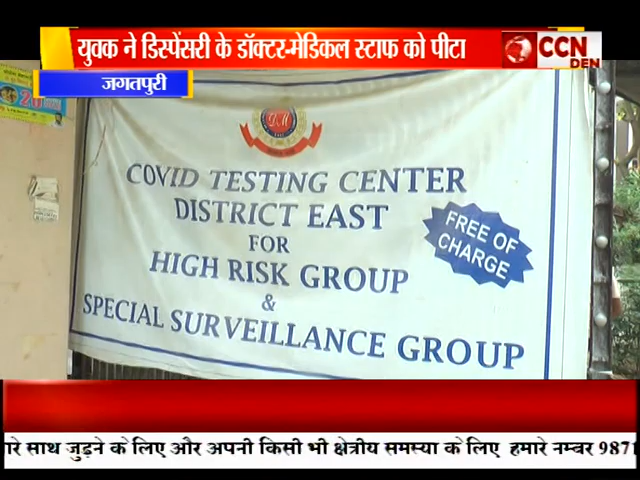 युवक ने डिस्पेंसरी के डॉक्टर-मेडिकल स्टाफ को पीटा
CCN
DEN
जगतपुरी
COVID TESTING CENTER
DISTRICT EAST
FOR
HIGH RISK GROUP
&
SPECIAL SURVEILLANCE GROUP
FREE OF
CHARGE
साथ जुड़ने के लिए और अपनी किसी भी क्षेत्रीय समस्या के लिए हमारे नम्बर 9871